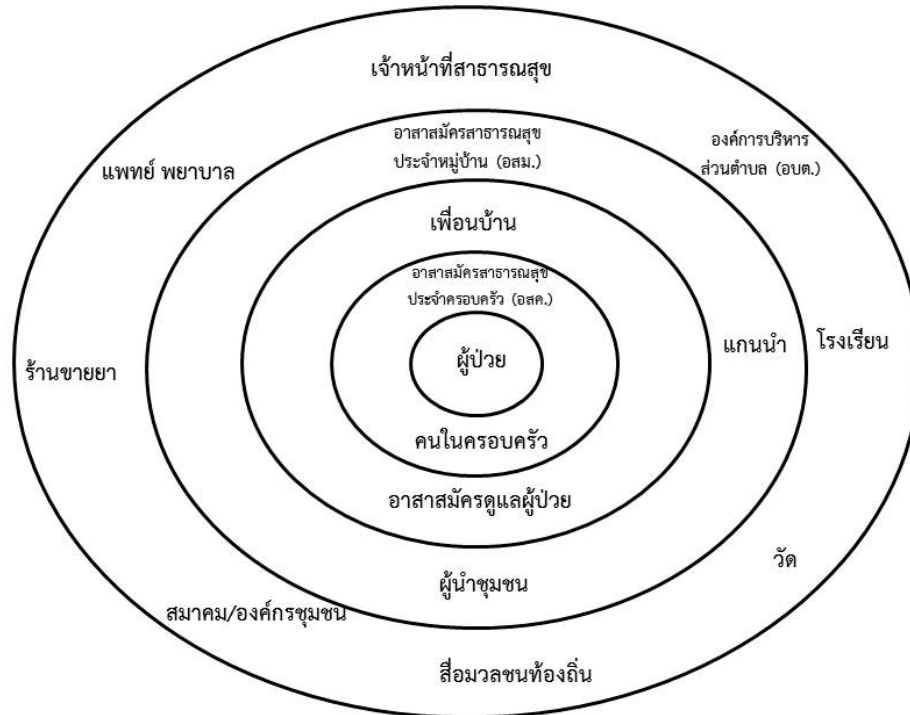 เจ้าหน้าที่สาธารณสุข
อาสาสมัครสาธารณสุข
ประจำหมู่บ้าน (อสม.)
องค์การบริหาร
ส่วนตำบล (อบต.)
แพทย์ พยาบาล
เพื่อนบ้าน
อาสาสมัครสาธารณสุข
ประจำครอบครัว (อสค.)
ผู้ป่วย
แกนนำ
โรงเรียน
ร้านขายยา
คนในครอบครัว
อาสาสมัครดูแลผู้ป่วย
วัด
ผู้นำชุมชน
สมาคม/องค์กรชุมชน
สื่อมวลชนท้องถิ่น